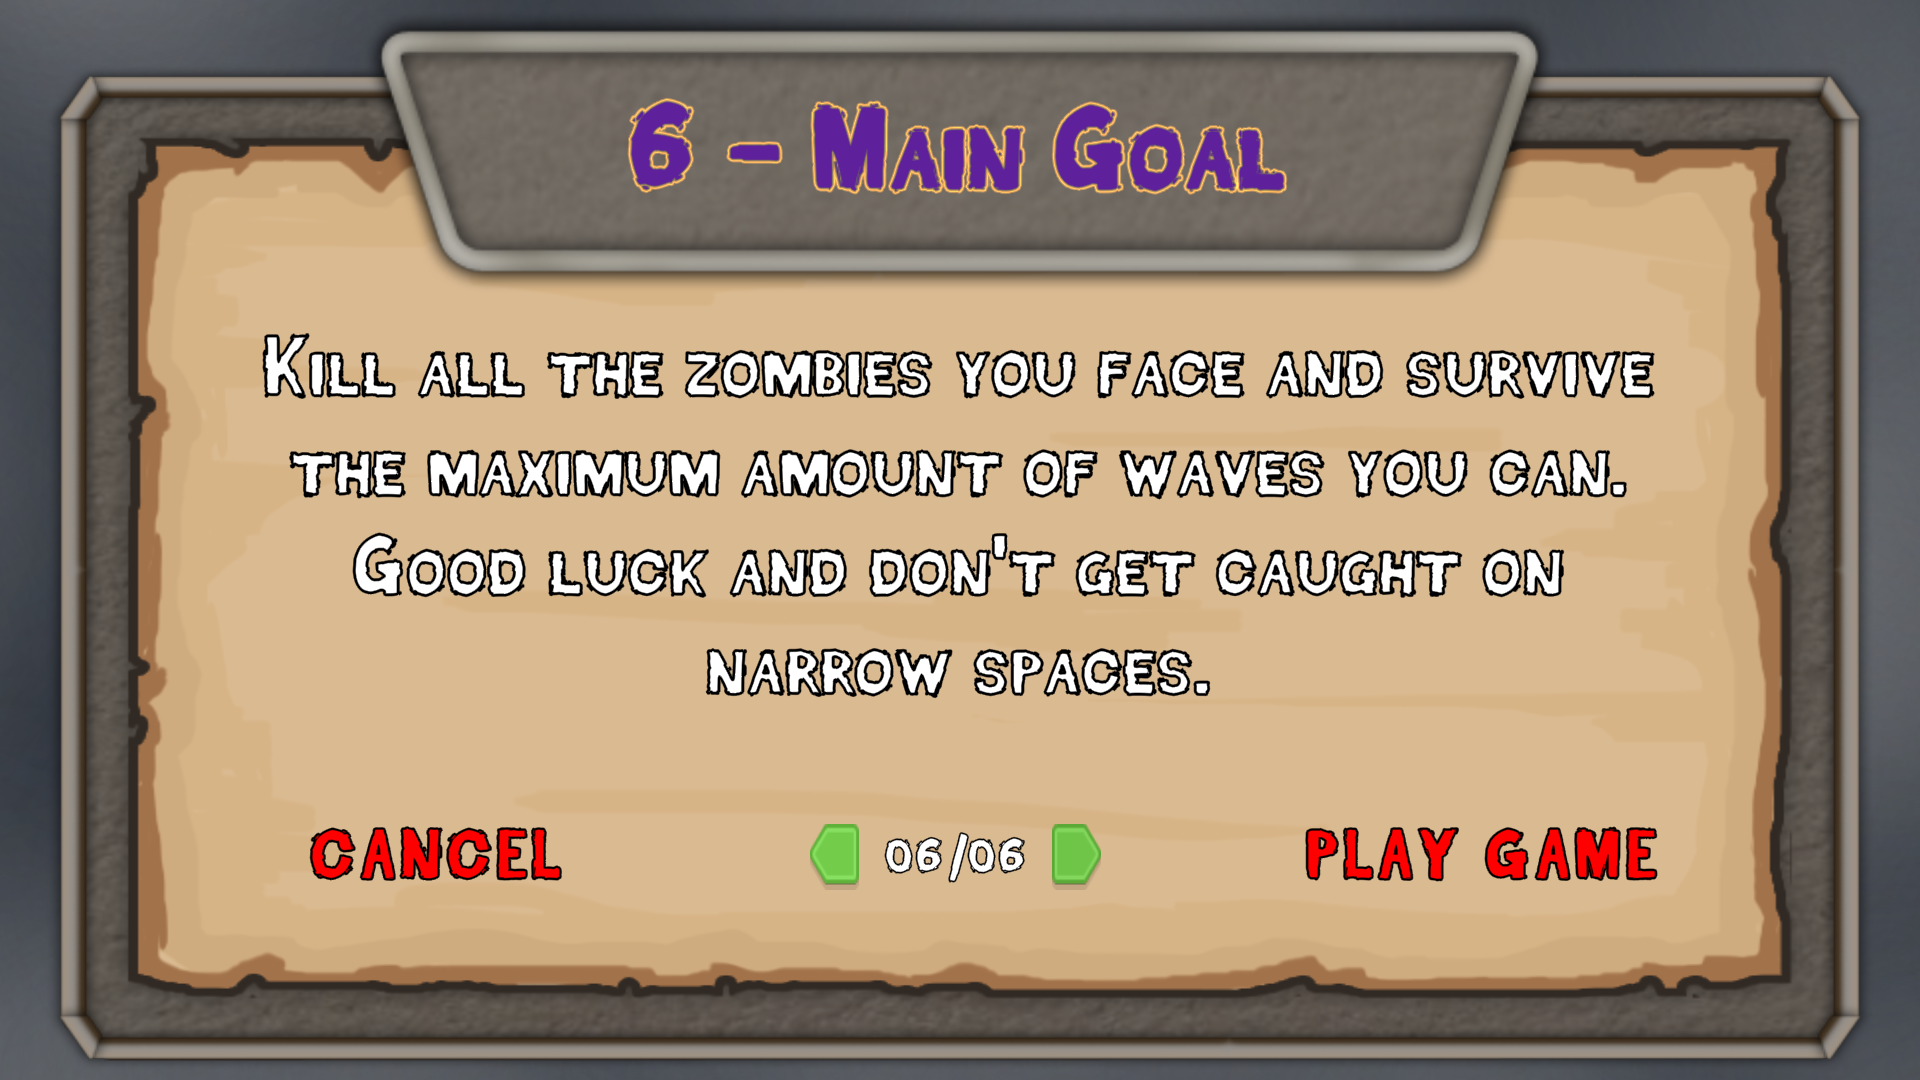 6 - Main Goal
Kill all the zombies you face and survive
the maximum amount of waves you can.
Good luck and don't get caught on
narrow spaces.
CANCEL 06/06 PLAY GAME